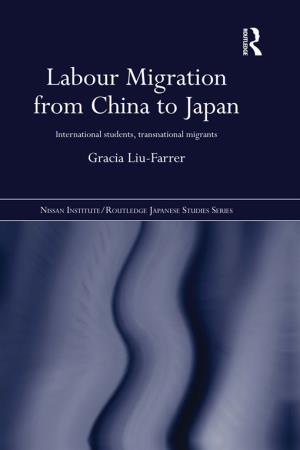 ROUTLEDGE
Labour Migration
from China to Japan
International students, transnational migrants
Gracia Liu-Farrer
NISSAN INSTITUTE/ROUTLEDGE JAPANESE STUDIES SERIES